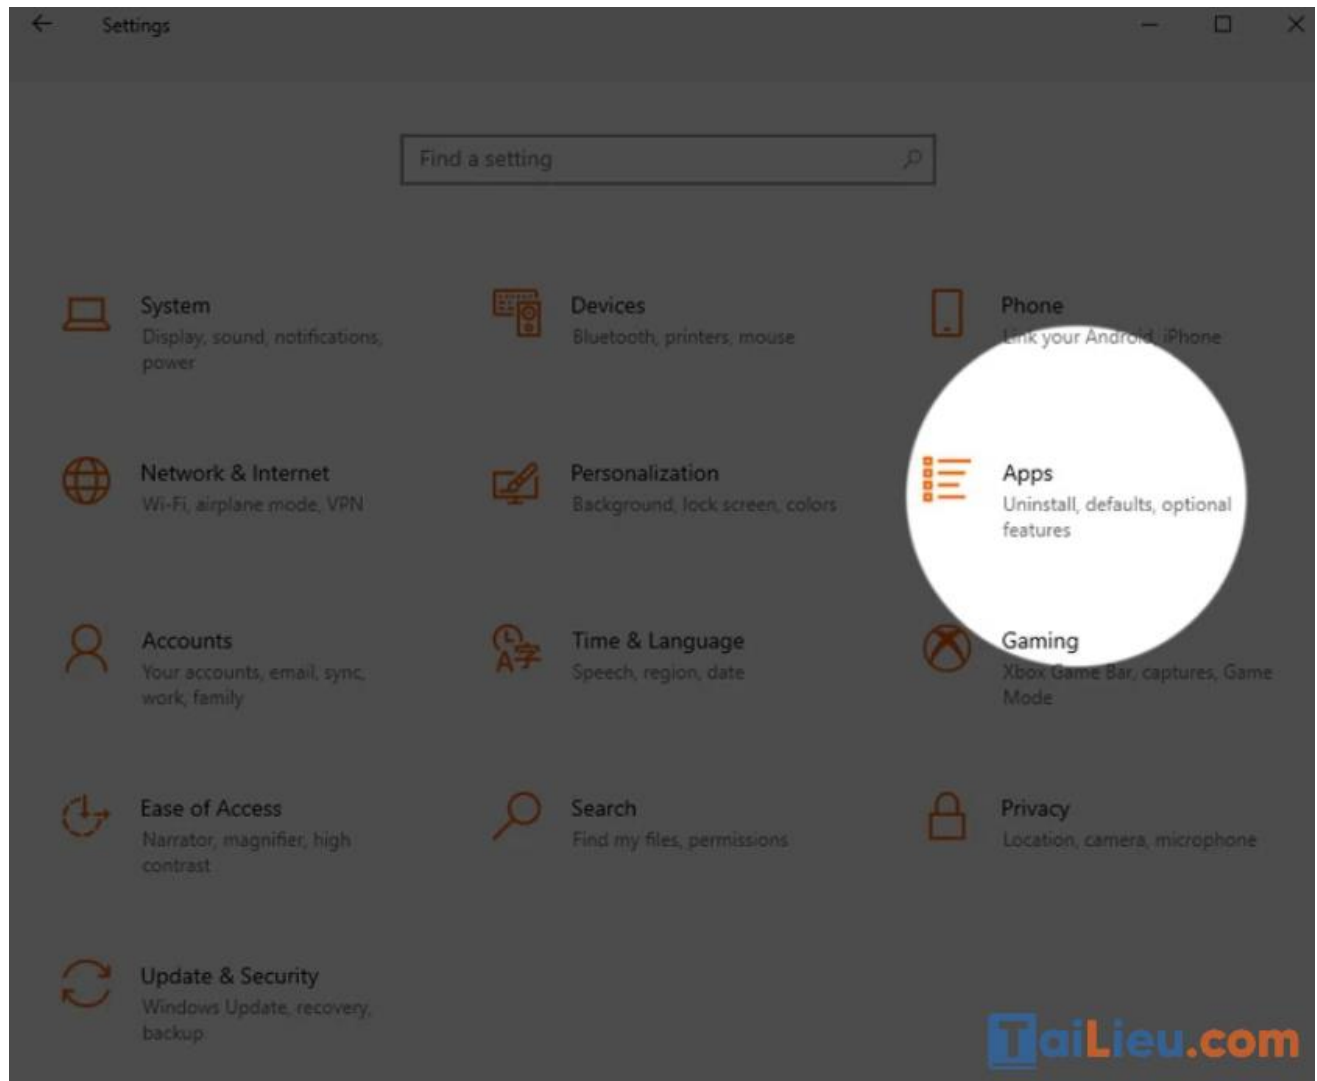 Settings
Find a setting
System
Display, sound, notifications,
power
Devices
Bluetooth, printers, mouse
Phone
Link your Android, iPhone
Network & Internet
Wi-Fi, airplane mode, VPN
Personalization
Background, lock screen, colors
Apps
Uninstall, defaults, optional
features
Accounts
Your accounts, email, sync,
work, family
Time & Language
Speech, region, date
Gaming
Xbox Game Bar, captures, Game
Mode
Ease of Access
Narrator, magnifier, high
contrast
Search
Find my files, permissions
Privacy
Location, camera, microphone
Update & Security
Windows Update, recovery,
backup
TaiLieu.com